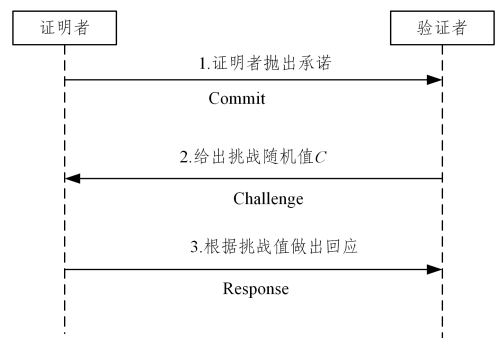 证明者
验证者
1.证明者抛出承诺
Commit
2.给出挑战随机值C
Challenge
3.根据挑战值做出回应
Response